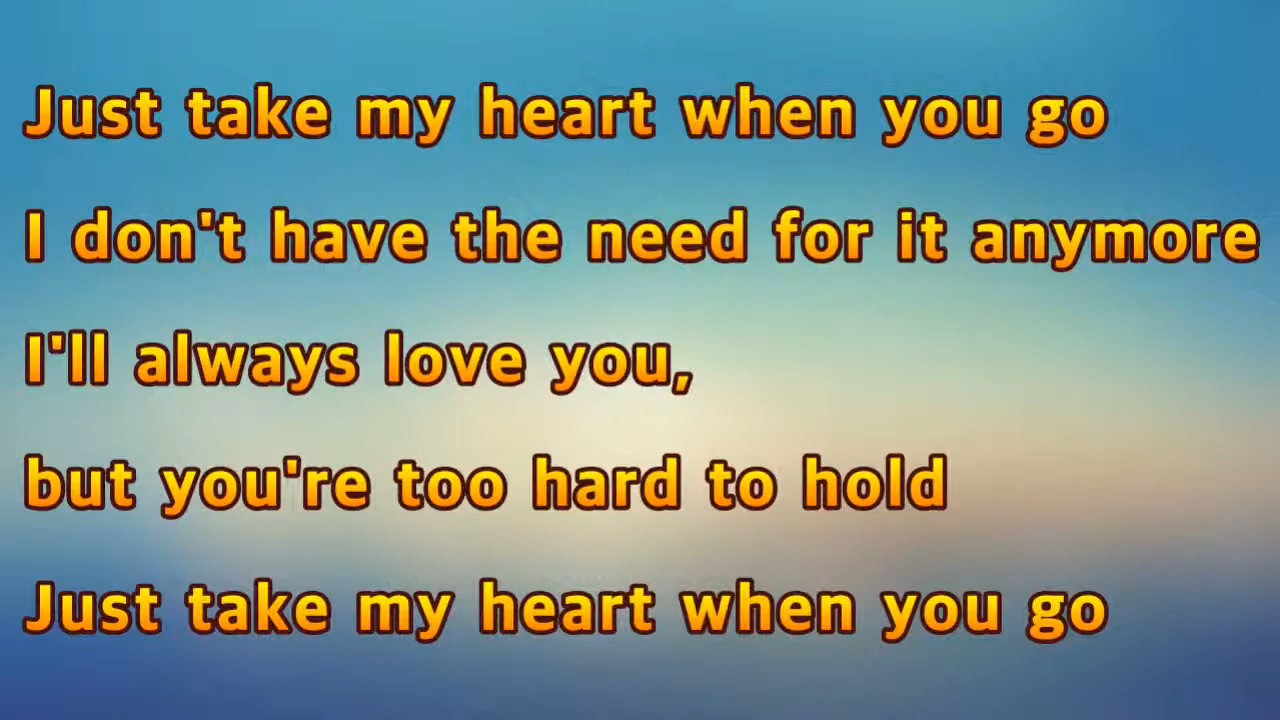 Just take my heart when you go
I don't have the need for it anymore
I'll always love you,
but you're too hard to hold
Just take my heart when you go